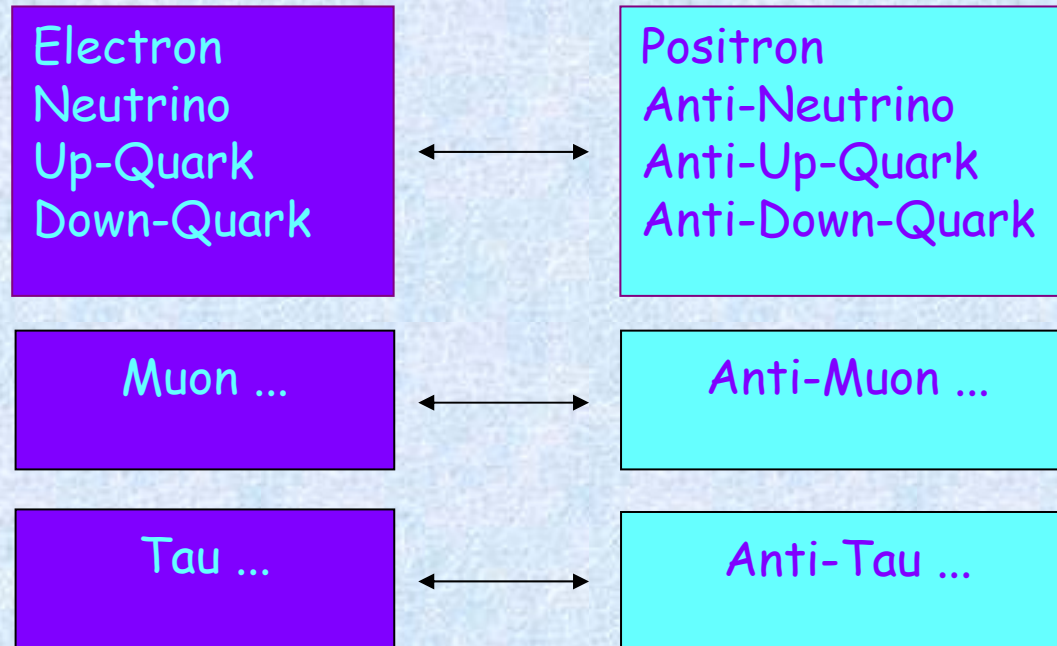 Electron
Neutrino
Up-Quark
Down-Quark
Positron
Anti-Neutrino
Anti-Up-Quark
Anti-Down-Quark
Muon ...
Anti-Muon ...
Tau ...
Anti-Tau ...